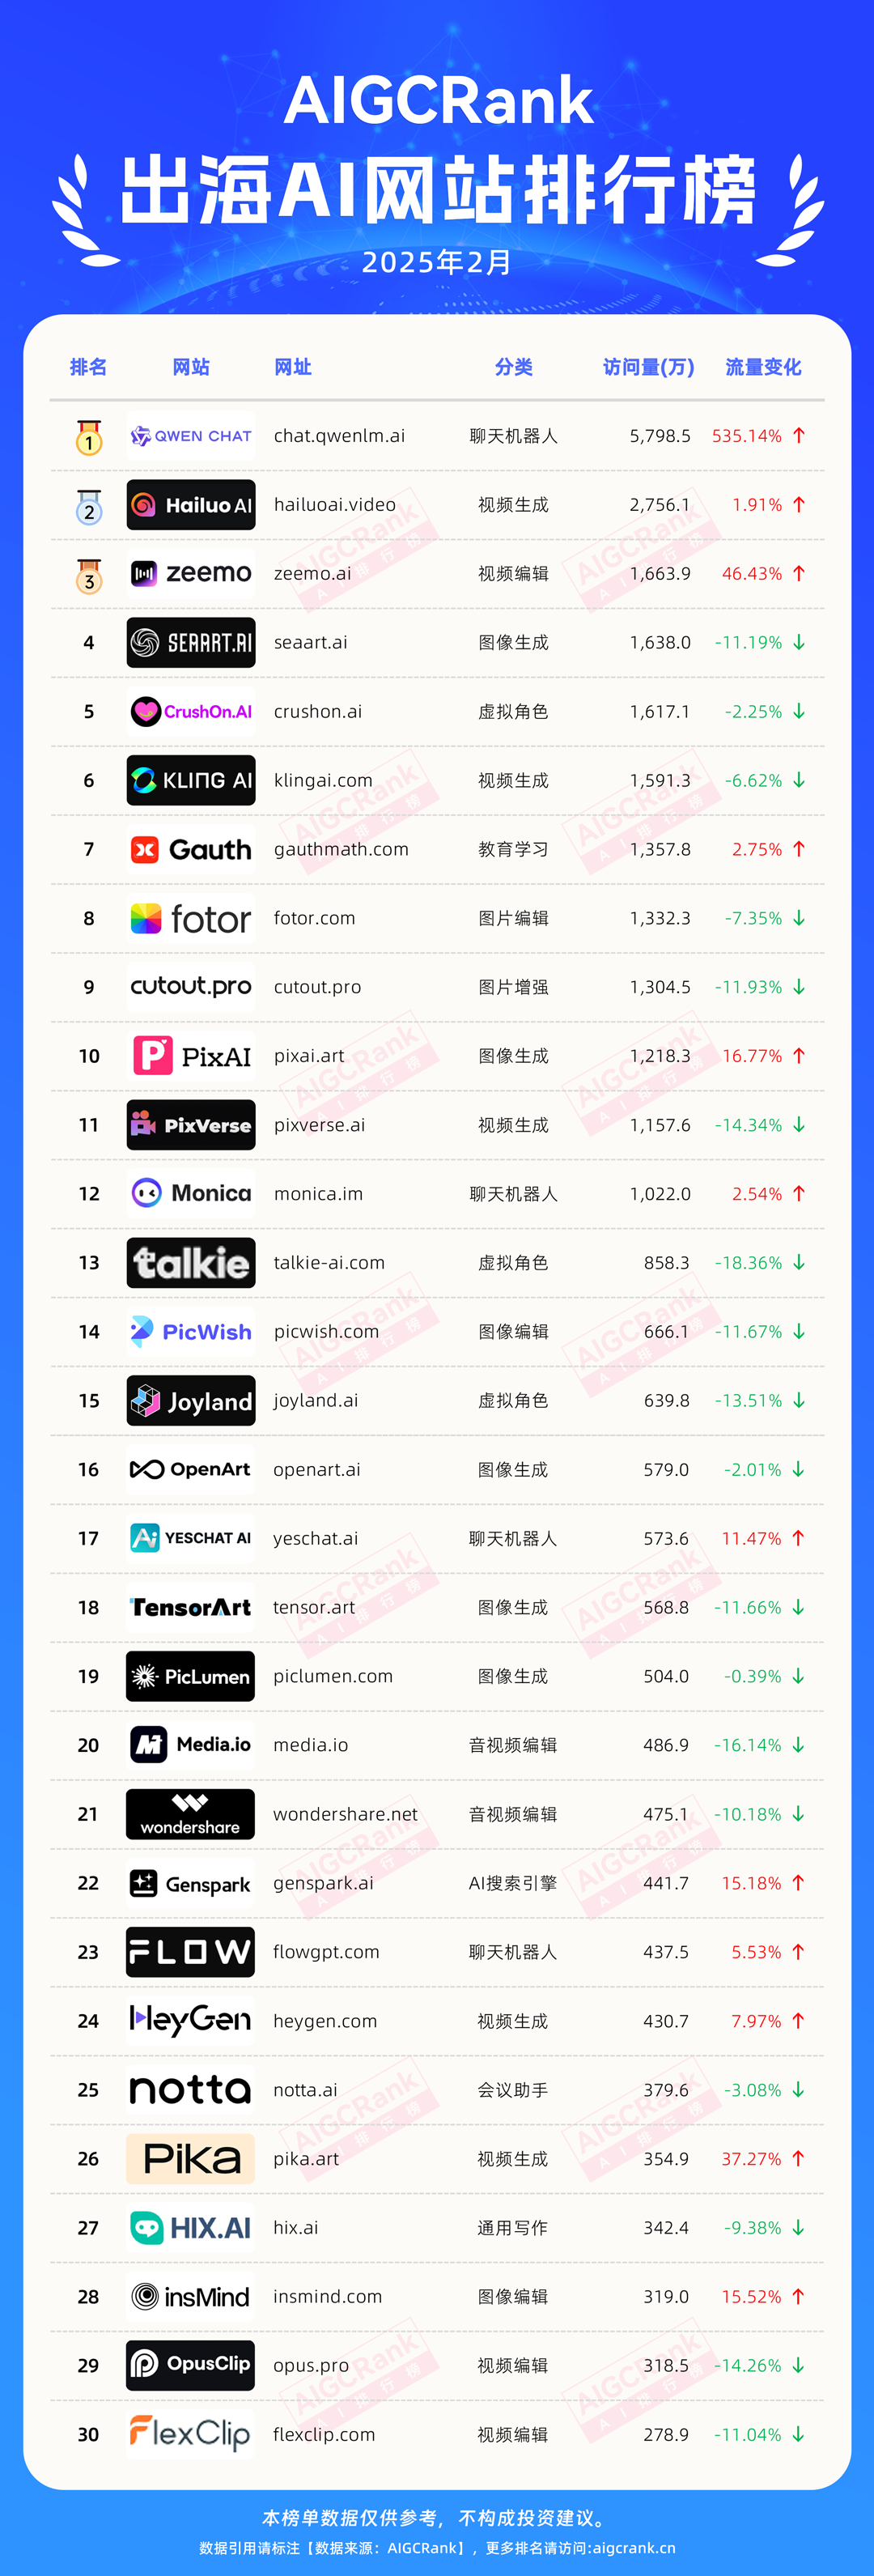 AIGCRank
出海AI网站排行榜
2025年2月
排名 网站 网址 分类 访问量(万) 流量变化
1 QWEN CHAT chat.qwenlm.ai 聊天机器人 5,798.5 535.14% ↑
2 Hailuo AI hailuoai.video 视频生成 2,756.1 1.91% ↑
3 zeemo zeemo.ai 视频编辑 1,663.9 46.43% ↑
4 SEAART.AI seaart.ai 图像生成 1,638.0 -11.19% ↓
5 CrushOn.AI crushon.ai 虚拟角色 1,617.1 -2.25% ↓
6 KLING AI klingai.com 视频生成 1,591.3 -6.62% ↓
7 Gauth gauthmath.com 教育学习 1,357.8 2.75% ↑
8 fotor fotor.com 图片编辑 1,332.3 -7.35% ↓
9 cutout.pro cutout.pro 图片增强 1,304.5 -11.93% ↓
10 P PixAI pixai.art 图像生成 1,218.3 16.77% ↑
11 PixVerse pixverse.ai 视频生成 1,157.6 -14.34% ↓
12 Monica monica.im 聊天机器人 1,022.0 2.54% ↑
13 talkie talkie-ai.com 虚拟角色 858.3 -18.36% ↓
14 PicWish picwish.com 图像编辑 666.1 -11.67% ↓
15 Joyland joyland.ai 虚拟角色 639.8 -13.51% ↓
16 OpenArt openart.ai 图像生成 579.0 -2.01% ↓
17 Ai YESCHAT AI yeschat.ai 聊天机器人 573.6 11.47% ↑
18 TensorArt tensor.art 图像生成 568.8 -11.66% ↓
19 PicLumen piclumen.com 图像生成 504.0 -0.39% ↓
20 Media.io media.io 音视频编辑 486.9 -16.14% ↓
21 wondershare wondershare.net 音视频编辑 475.1 -10.18% ↓
22 Genspark genspark.ai AI搜索引擎 441.7 15.18% ↑
23 FLOW flowgpt.com 聊天机器人 437.5 5.53% ↑
24 HeyGen heygen.com 视频生成 430.7 7.97% ↑
25 notta notta.ai 会议助手 379.6 -3.08% ↓
26 Pika pika.art 视频生成 354.9 37.27% ↑
27 HIX.AI hix.ai 通用写作 342.4 -9.38% ↓
28 insMind insmind.com 图像编辑 319.0 15.52% ↑
29 OpusClip opus.pro 视频编辑 318.5 -14.26% ↓
30 FlexClip flexclip.com 视频编辑 278.9 -11.04% ↓
本榜单数据仅供参考，不构成投资建议。
数据引用请标注【数据来源：AIGCRank】，更多排名请访问:aigcrank.cn